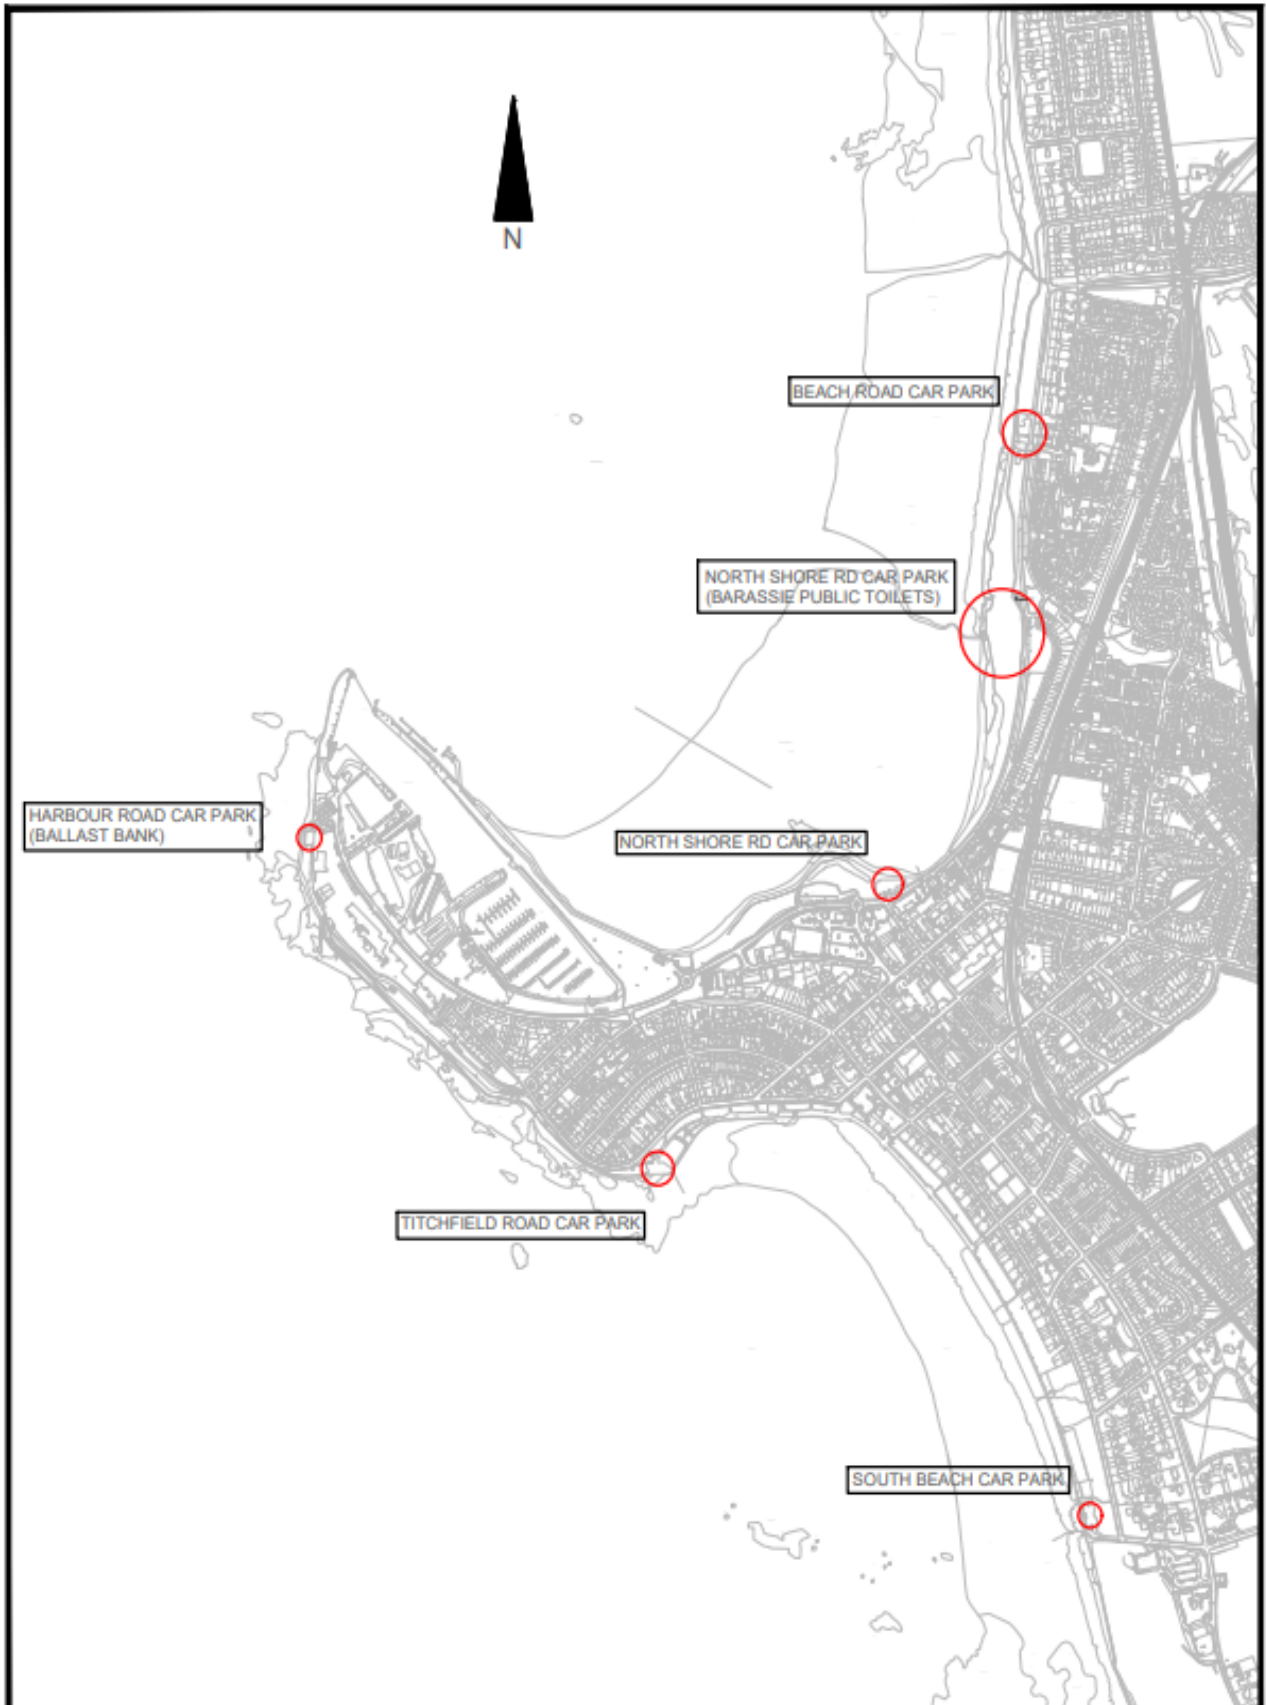 N
BEACH ROAD CAR PARK
NORTH SHORE RD CAR PARK
(BARASSIE PUBLIC TOILETS)
HARBOUR ROAD CAR PARK
(BALLAST BANK)
NORTH SHORE RD CAR PARK
TITCHFIELD ROAD CAR PARK
SOUTH BEACH CAR PARK